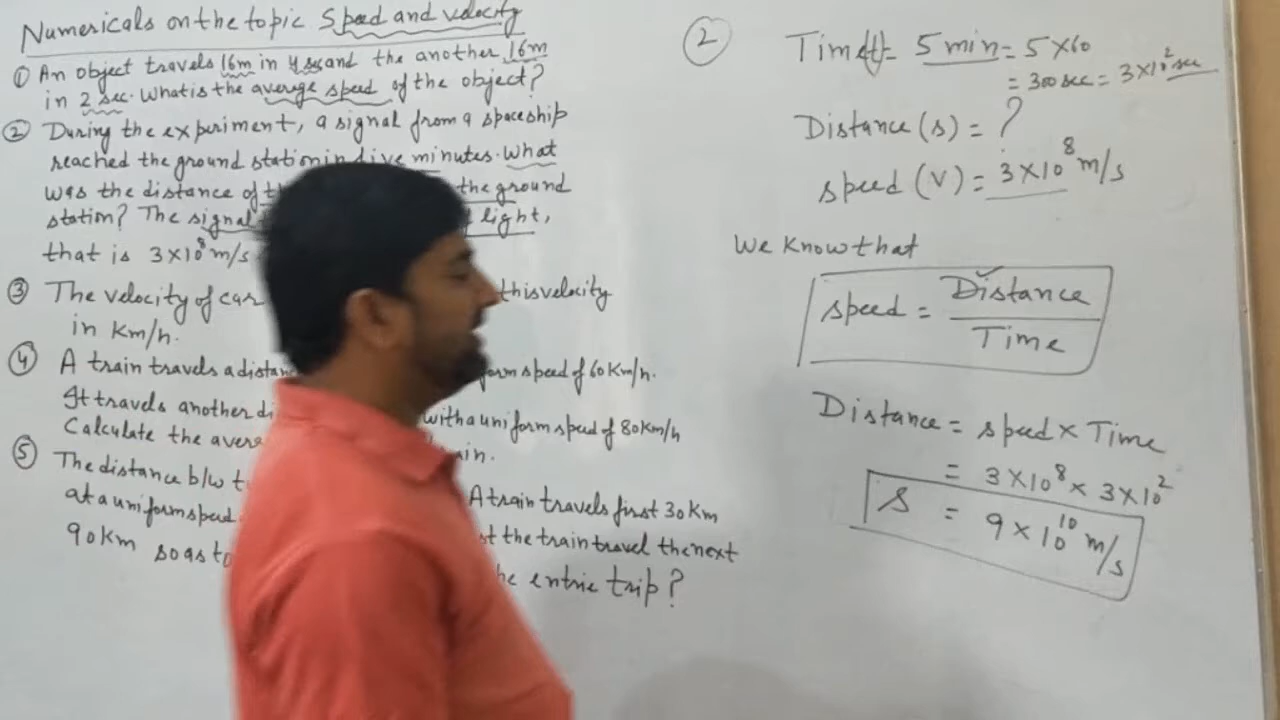 Numericals on the topic Speed and velocity
① An object travels 16m in 4 sec and the another 16m
in 2 sec. What is the average speed of the object?
② During the experiment, a signal from a spaceship
reached the ground station in five minutes. What
was the distance of the ground
station? The signal light,
that is 3×10⁸ m/s
③ The velocity of car this velocity
in Km/h.
④ A train travels a distan speed of 60 Km/h.
It travels another di with a uniform speed of 80 Km/h
Calculate the avera ain.
⑤ The distance b/w t
at a uniform speed A train travels first 30 Km
90 Km so as to st the train travel the next
he entrie trip?
②
Time(t)= 5 min = 5×60
= 300 sec = 3×10² sec
Distance (s) = ?
speed (V) = 3×10⁸ m/s
We Know that
speed = Distance
Time
Distance = speed × Time
= 3×10⁸ × 3×10²
s = 9×10¹⁰ m/s